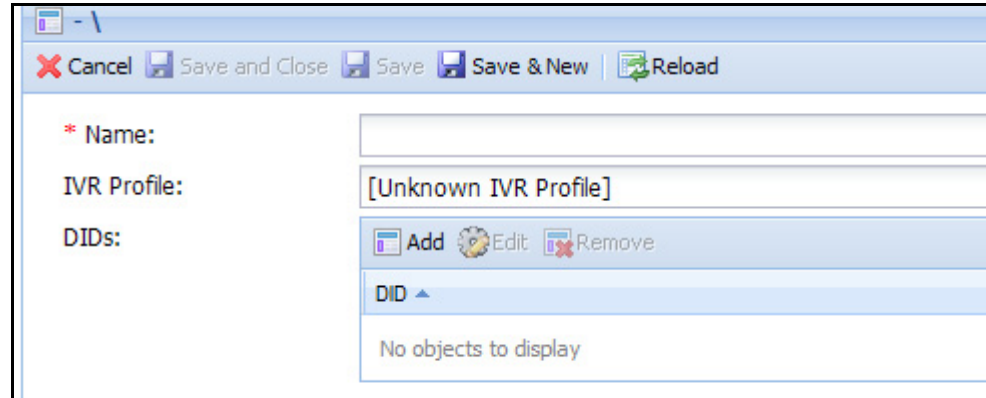 - \
Cancel Save and Close Save Save & New Reload
* Name:
IVR Profile: [Unknown IVR Profile]
DIDs: Add Edit Remove
DID
No objects to display